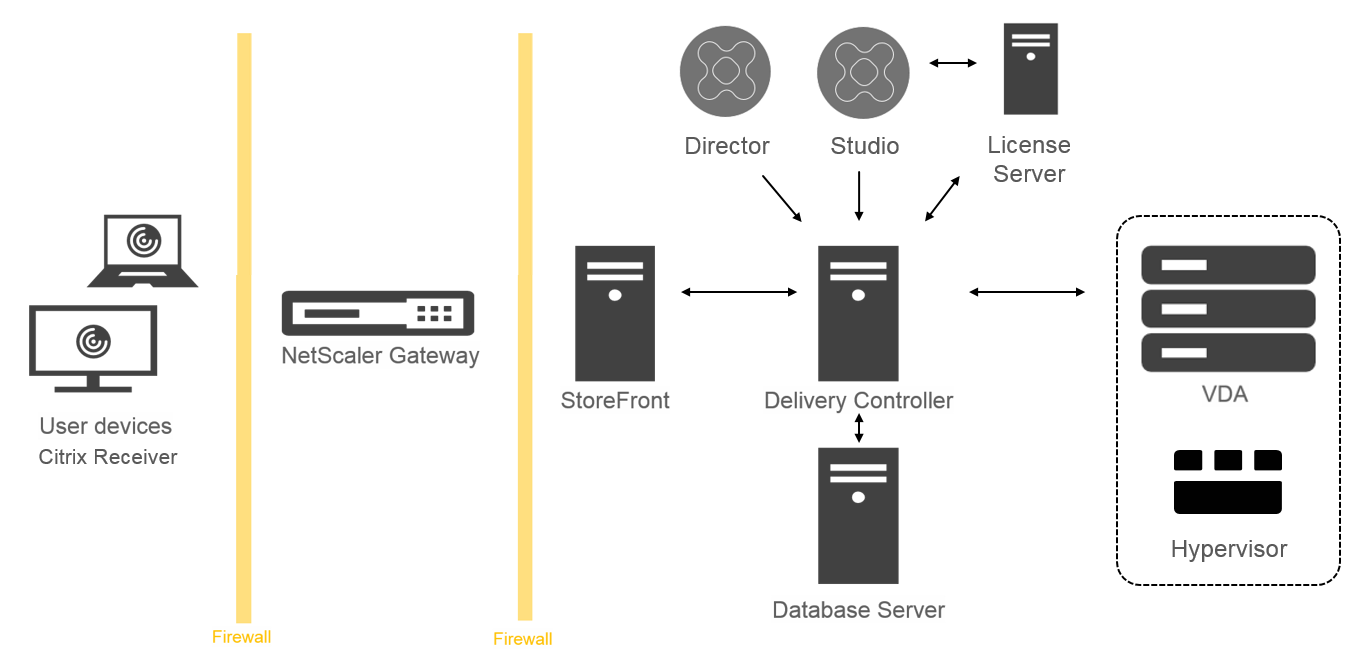 Director
Studio
License
Server
NetScaler Gateway
User devices
Citrix Receiver
StoreFront
Delivery Controller
VDA
Hypervisor
Database Server
Firewall
Firewall